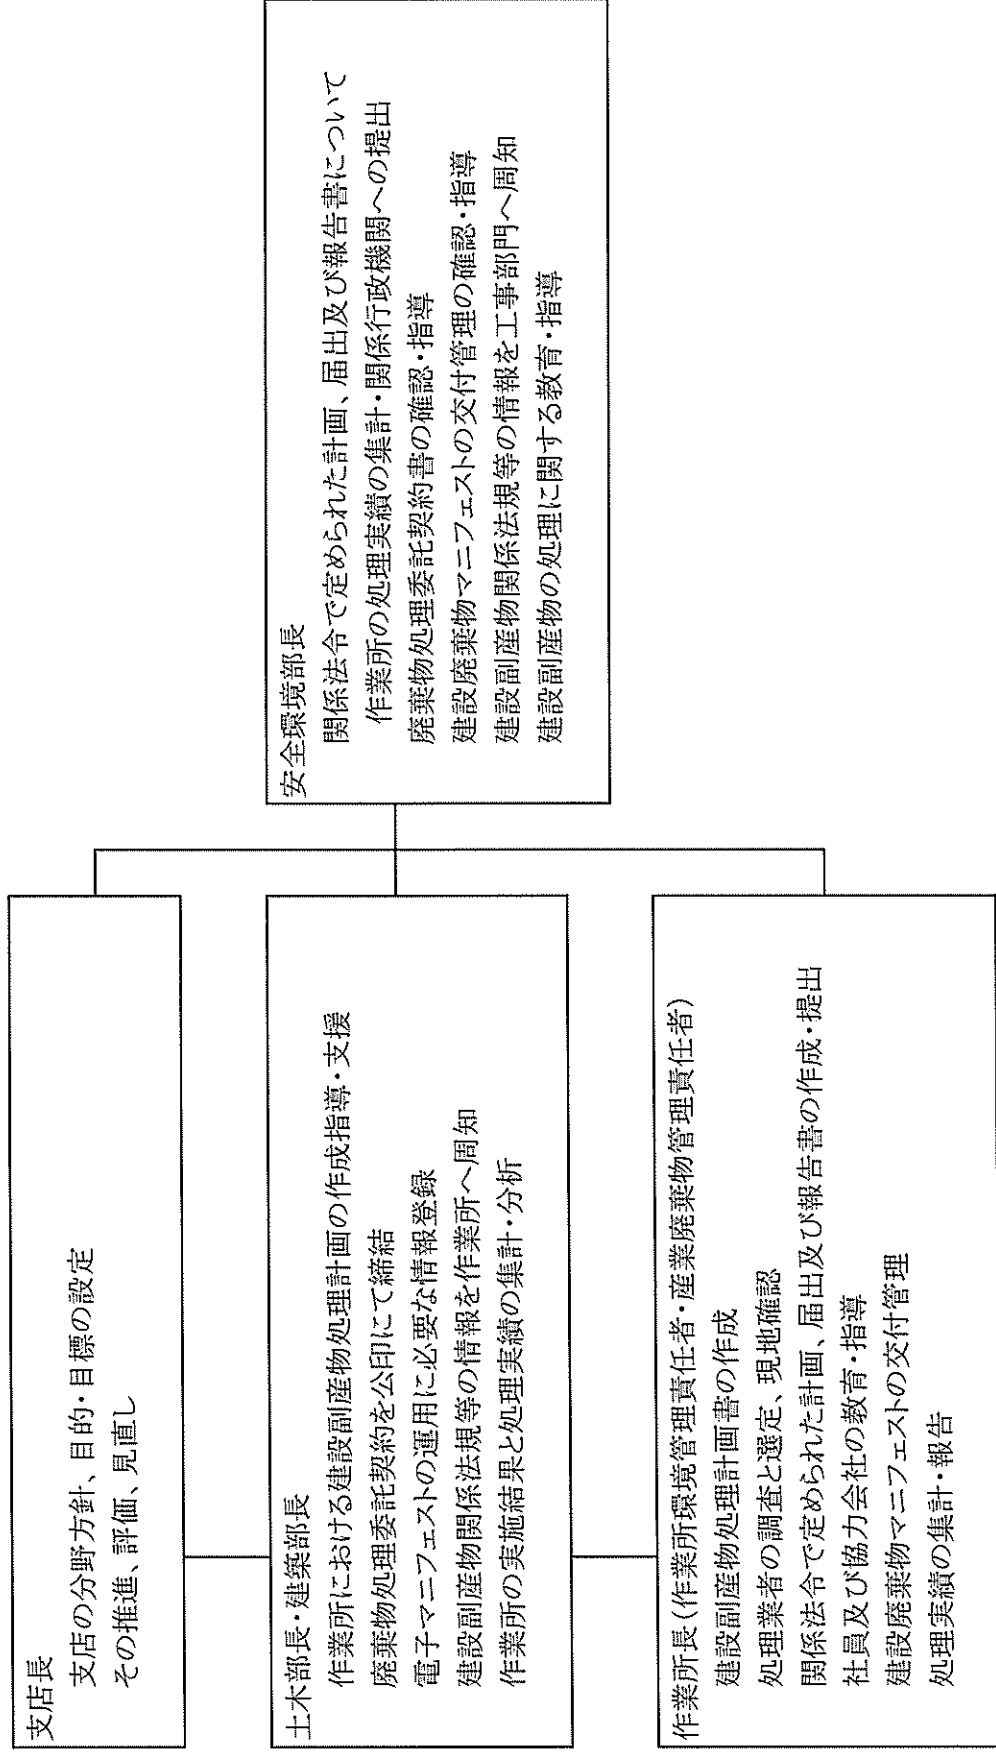 支店長
支店の分野方針、目的・目標の設定
その推進、評価、見直し
土木部長・建築部長
作業所における建設副産物処理計画の作成指導・支援
廃棄物処理委託契約を公印にて締結
電子マニフェストの運用に必要な情報登録
建設副産物関係法規等の情報を作業所へ周知
作業所の実施結果と処理実績の集計・分析
作業所長(作業所環境管理責任者・産業廃棄物管理責任者)
建設副産物処理計画書の作成
処理業者の調査と選定、現地確認
関係法令で定められた計画、届出及び報告書の作成・提出
社員及び協力会社の教育・指導
建設廃棄物マニフェストの交付管理
処理実績の集計・報告
安全環境部長
関係法令で定められた計画、届出及び報告書について
作業所の処理実績の集計・関係行政機関への提出
廃棄物処理委託契約書の確認・指導
建設廃棄物マニフェストの交付管理の確認・指導
建設副産物関係法規等の情報を工事部門へ周知
建設副産物の処理に関する教育・指導